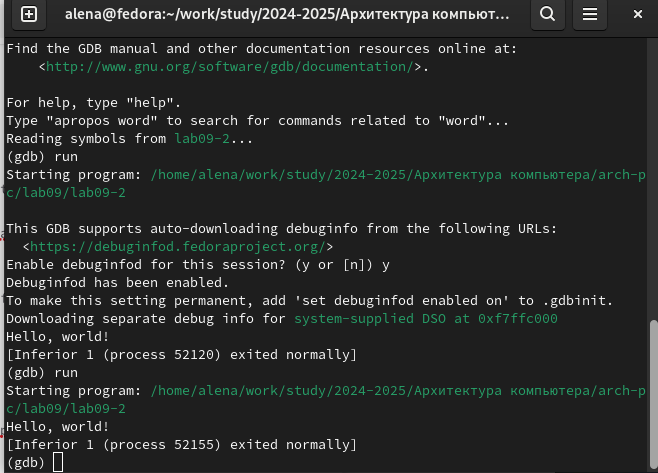 alena@fedora:~/work/study/2024-2025/Архитектура компьют...
Find the GDB manual and other documentation resources online at:
    <http://www.gnu.org/software/gdb/documentation/>.
For help, type "help".
Type "apropos word" to search for commands related to "word"...
Reading symbols from lab09-2...
(gdb) run
Starting program: /home/alena/work/study/2024-2025/Архитектура компьютера/arch-p
c/lab09/lab09-2
This GDB supports auto-downloading debuginfo from the following URLs:
  <https://debuginfod.fedoraproject.org/>
Enable debuginfod for this session? (y or [n]) y
Debuginfod has been enabled.
To make this setting permanent, add 'set debuginfod enabled on' to .gdbinit.
Downloading separate debug info for system-supplied DSO at 0xf7ffc000
Hello, world!
[Inferior 1 (process 52120) exited normally]
(gdb) run
Starting program: /home/alena/work/study/2024-2025/Архитектура компьютера/arch-p
c/lab09/lab09-2
Hello, world!
[Inferior 1 (process 52155) exited normally]
(gdb)